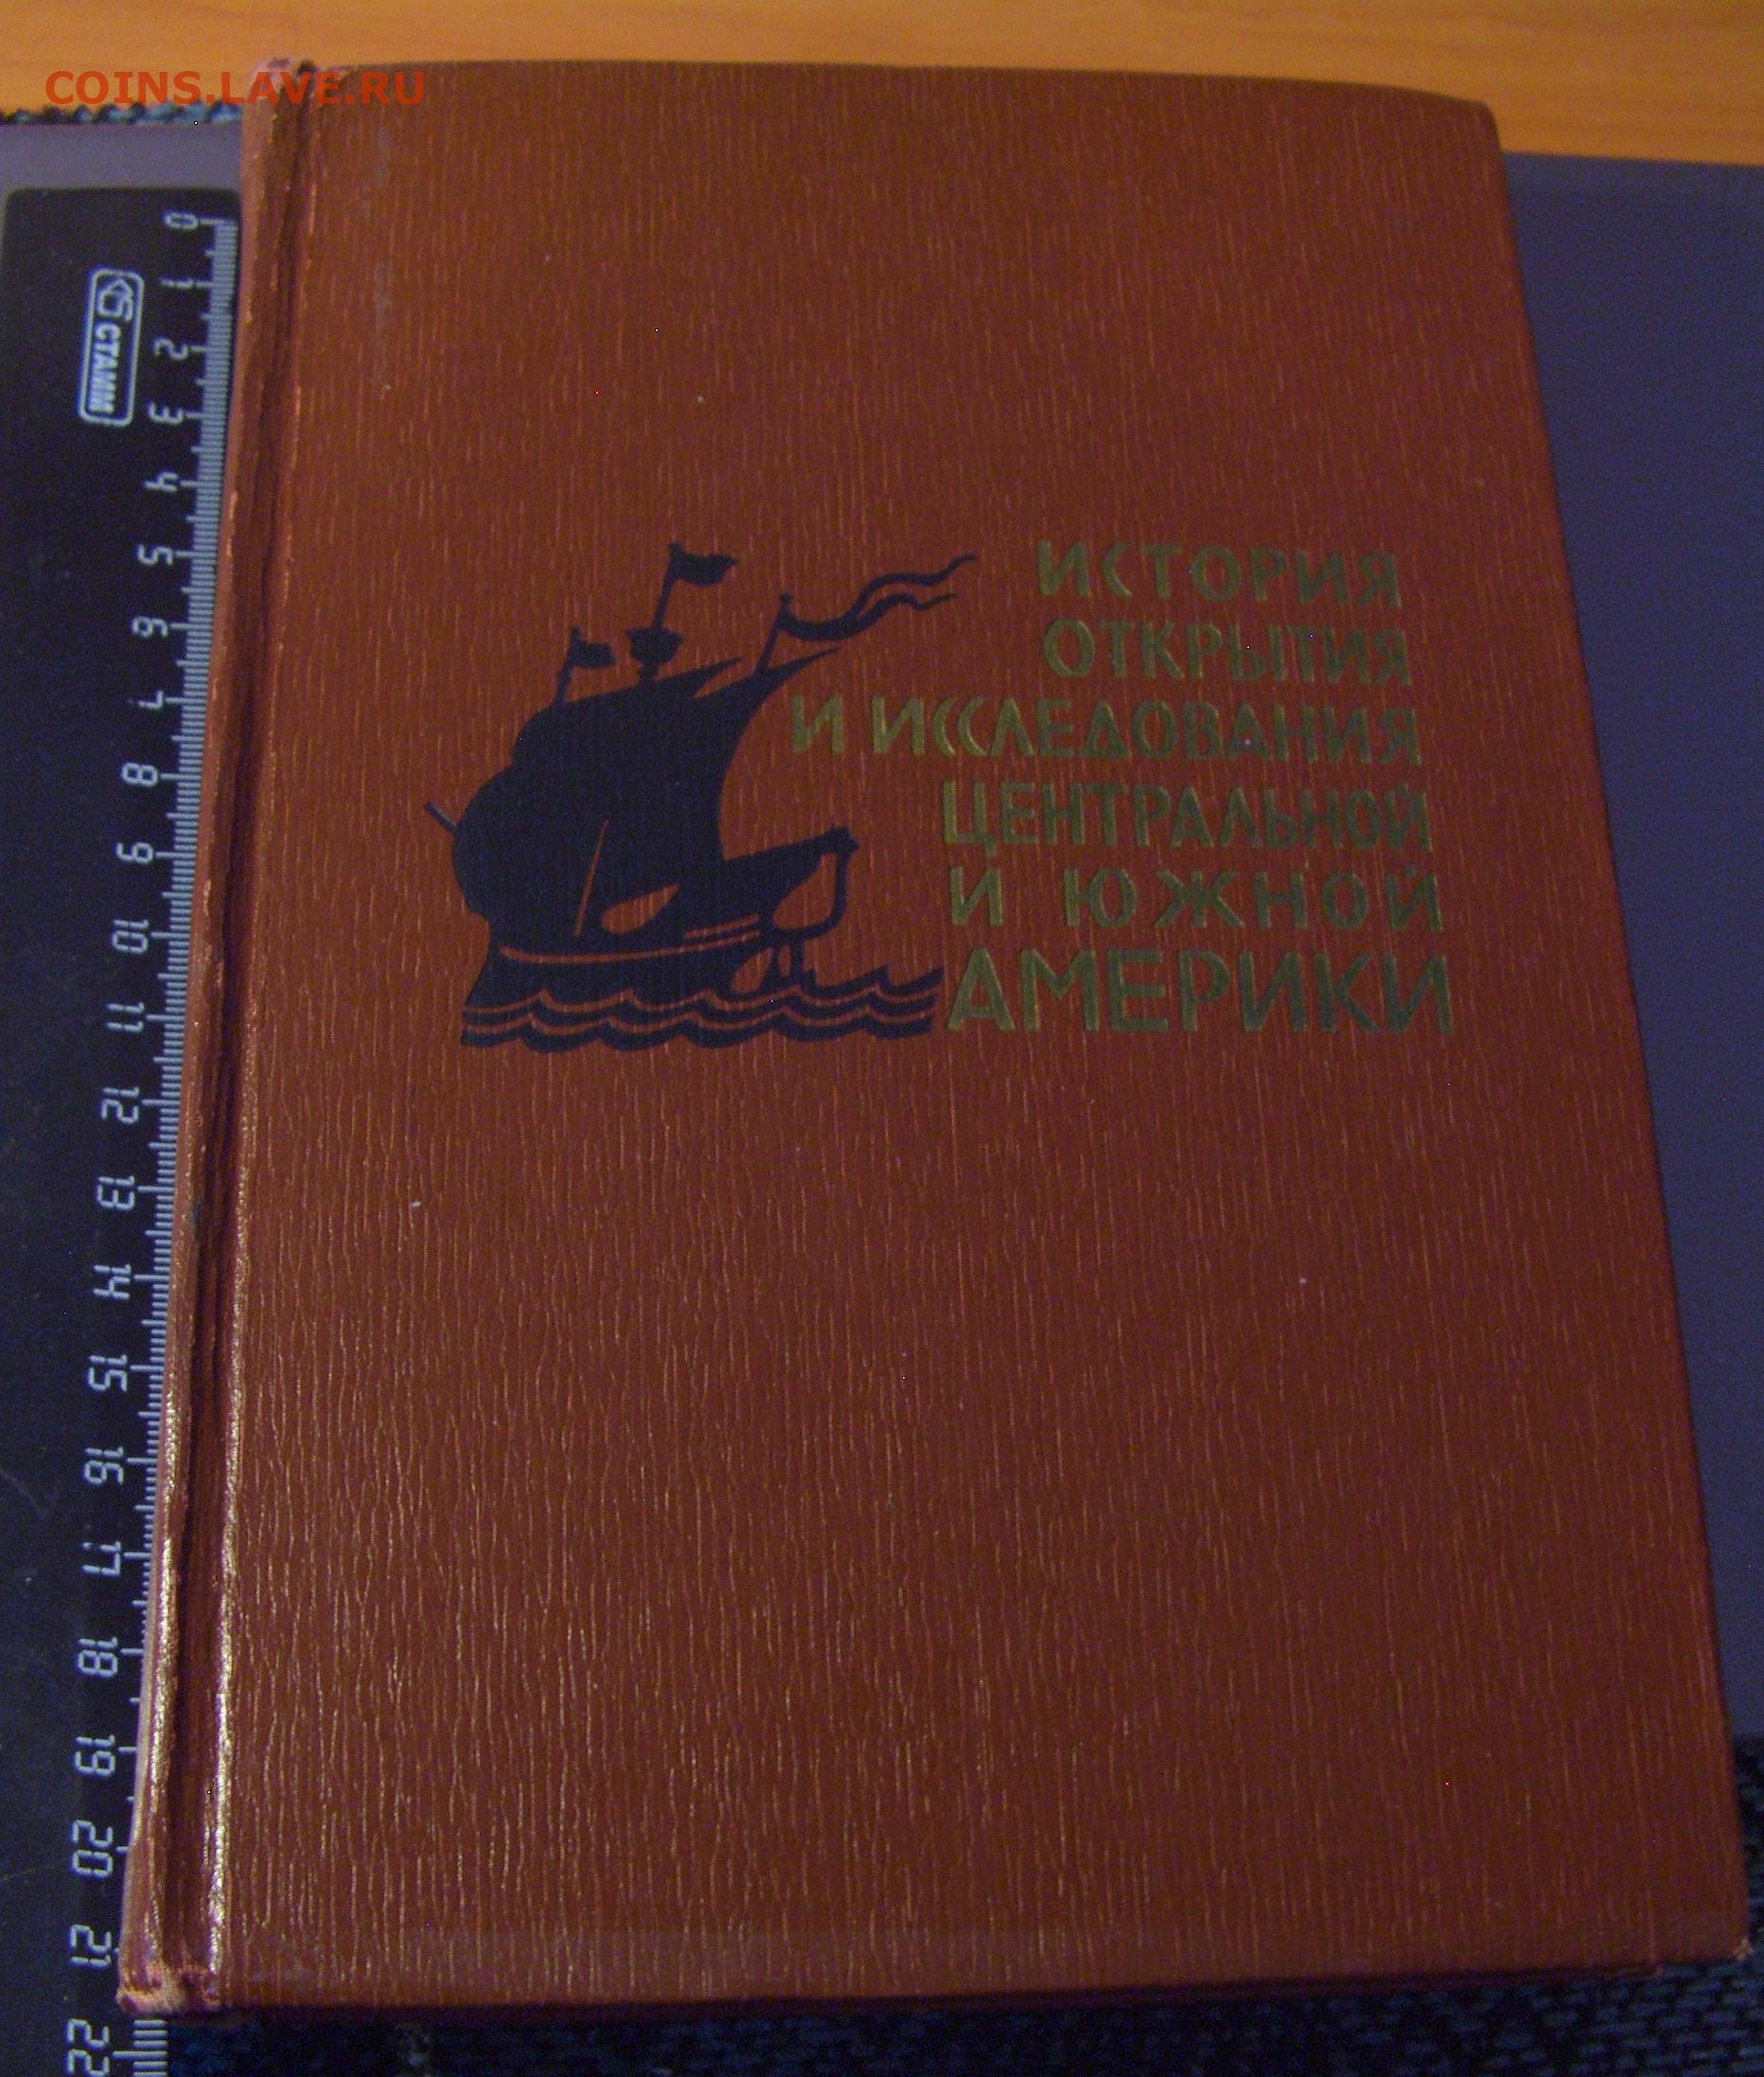 COINS.LAVE.RU
СТАММ
0
1
2
3
4
5
6
7
8
9
10
11
12
13
14
15
16
17
18
19
20
21
22
ИСТОРИЯ
ОТКРЫТИЯ
И ИССЛЕДОВАНИЯ
ЦЕНТРАЛЬНОЙ
И ЮЖНОЙ
АМЕРИКИ